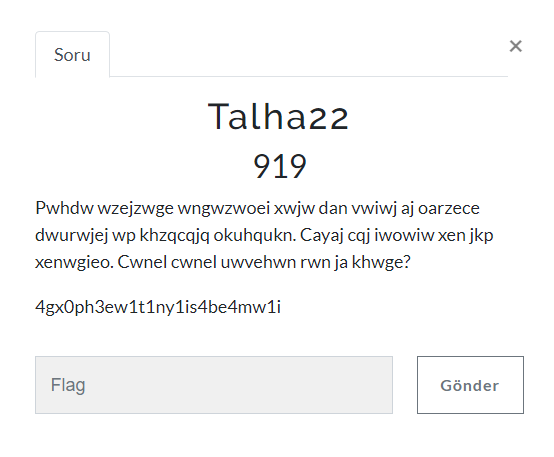 Soru
×
Talha22
919
Pwhdw wzejzwge wngwzwoei xwjw dan vwiwj aj oarzece
dwurwjej wp khzqcqjq okuhqukn. Cayaj cqj iwowiw xen jkp
xenwgieo. Cwnel cwnel uwvehwn rwn ja khwge?
4gx0ph3ew1t1ny1is4be4mw1i
Flag
Gönder